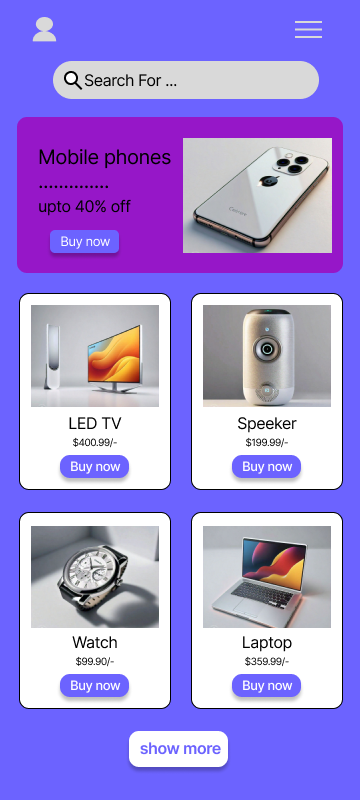 Search For ...
Mobile phones
..............
upto 40% off
Buy now
LED TV
$400.99/-
Buy now
Speeker
$199.99/-
Buy now
Watch
$99.90/-
Buy now
Laptop
$359.99/-
Buy now
show more